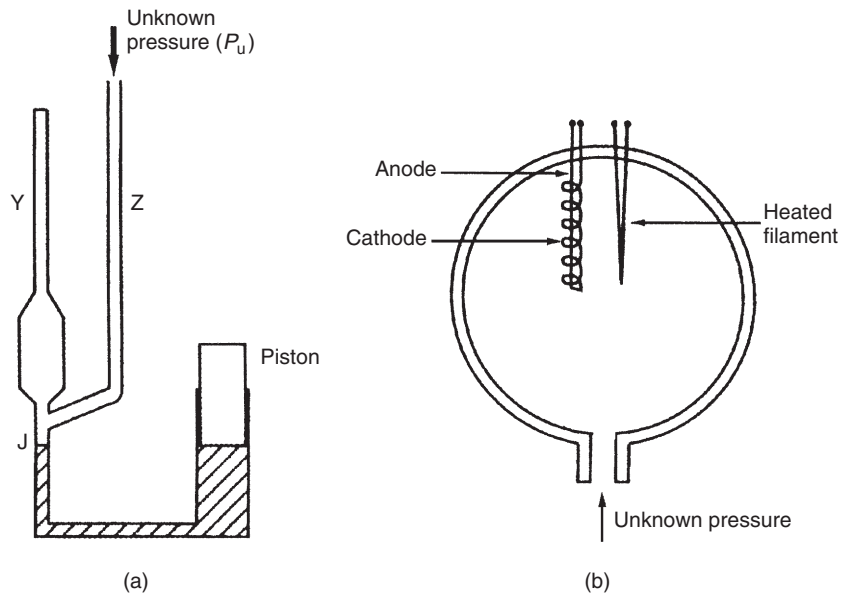 Unknown
pressure (Pu)
Y
Z
Piston
J
(a)
Anode
Cathode
Heated
filament
Unknown pressure
(b)